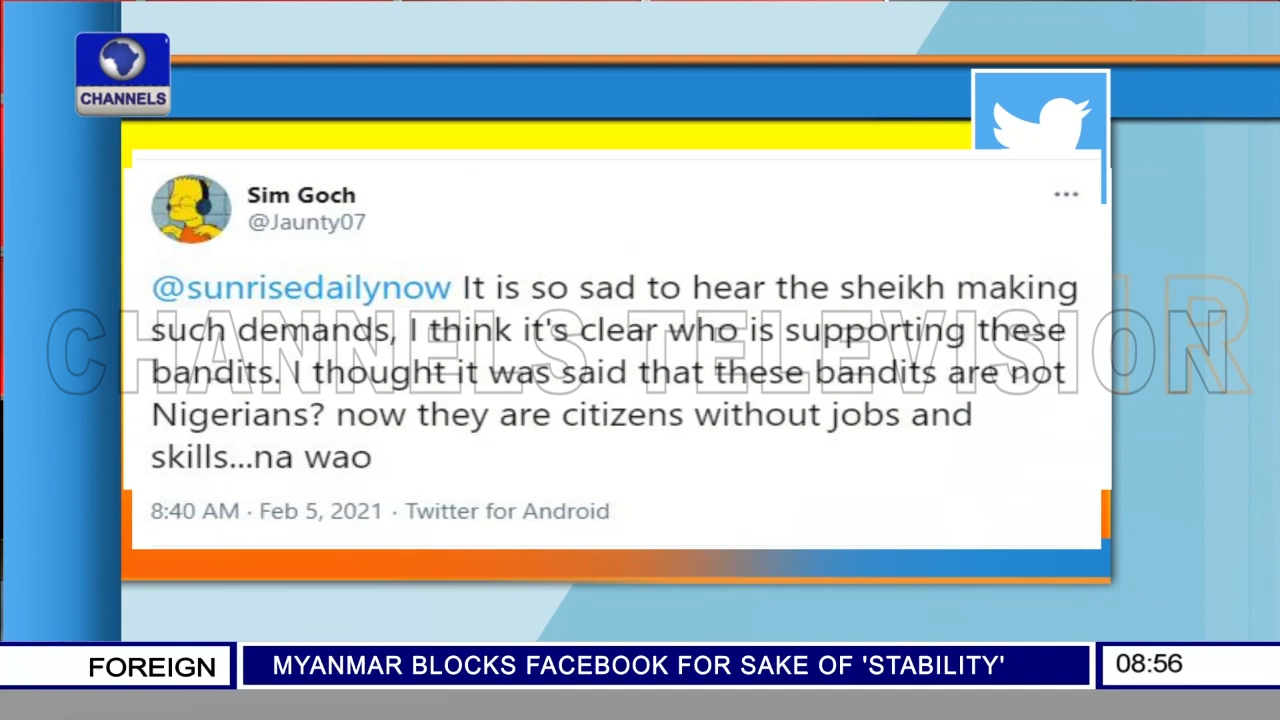 CHANNELS
Sim Goch
@Jaunty07
@sunrisedailynow It is so sad to hear the sheikh making
such demands, I think it's clear who is supporting these
bandits. I thought it was said that these bandits are not
Nigerians? now they are citizens without jobs and
skills...na wao
8:40 AM · Feb 5, 2021 · Twitter for Android
CHANNELS TELEVISION
FOREIGN
MYANMAR BLOCKS FACEBOOK FOR SAKE OF 'STABILITY'
08:56